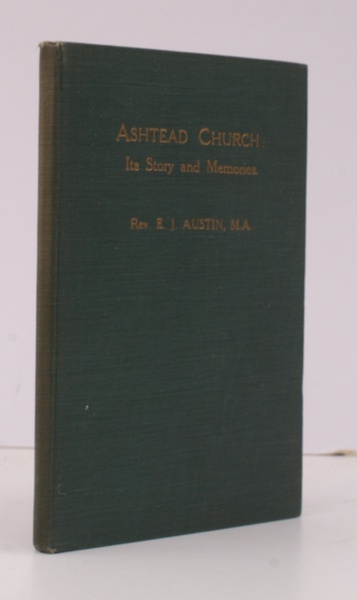 ASHTEAD CHURCH:
Its Story and Memories.
Rev. E. J. AUSTIN, M.A.